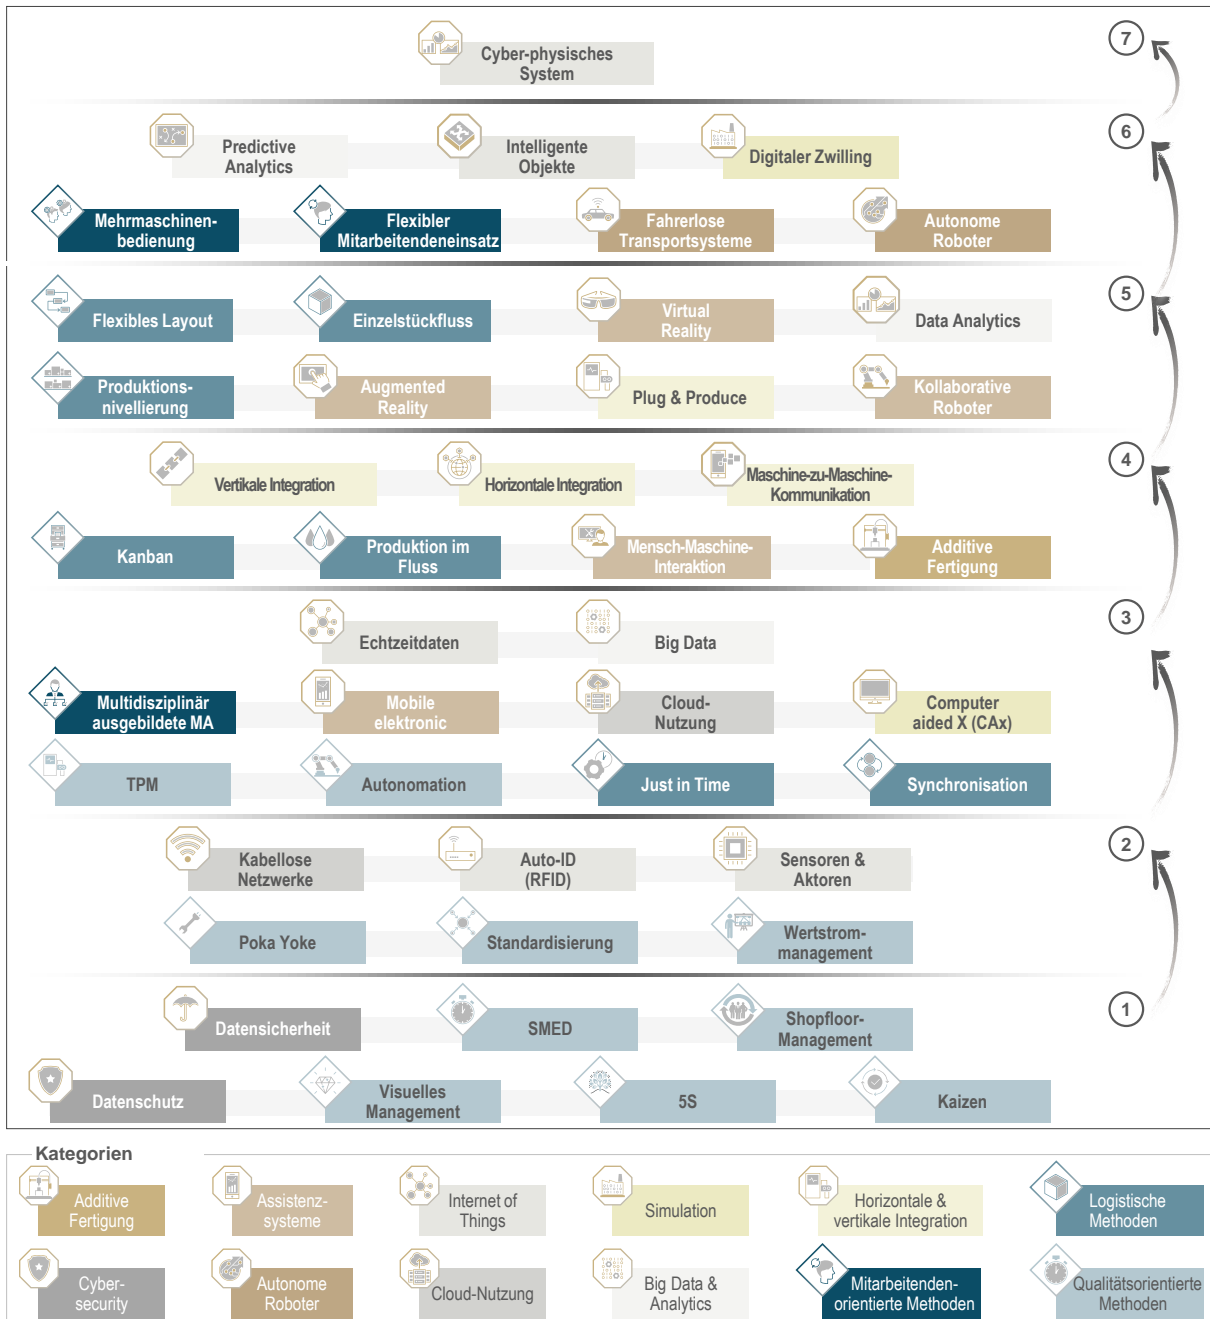 Cyber-physisches
System
7
Predictive
Analytics
Intelligente
Objekte
Digitaler Zwilling
6
Mehrmaschinen-
bedienung
Flexibler
Mitarbeitendeneinsatz
Fahrerlose
Transportsysteme
Autonome
Roboter
Flexibles Layout
Einzelstückfluss
Virtual
Reality
Data Analytics
5
Produktions-
nivellierung
Augmented
Reality
Plug & Produce
Kollaborative
Roboter
Vertikale Integration
Horizontale Integration
Maschine-zu-Maschine-
Kommunikation
4
Kanban
Produktion im
Fluss
Mensch-Maschine-
Interaktion
Additive
Fertigung
Echtzeitdaten
Big Data
3
Multidisziplinär
ausgebildete MA
Mobile
elektronic
Cloud-
Nutzung
Computer
aided X (CAx)
TPM
Autonomation
Just in Time
Synchronisation
Kabellose
Netzwerke
Auto-ID
(RFID)
Sensoren &
Aktoren
2
Poka Yoke
Standardisierung
Wertstrom-
management
Datensicherheit
SMED
Shopfloor-
Management
1
Datenschutz
Visuelles
Management
5S
Kaizen
Kategorien
Additive
Fertigung
Assistenz-
systeme
Internet of
Things
Simulation
Horizontale &
vertikale Integration
Logistische
Methoden
Cyber-
security
Autonome
Roboter
Cloud-Nutzung
Big Data &
Analytics
Mitarbeitenden-
orientierte Methoden
Qualitätsorientierte
Methoden